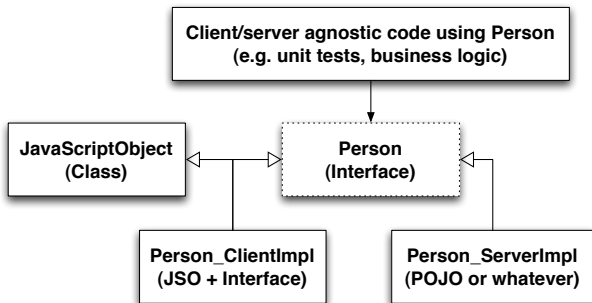 Client/server agnostic code using Person
(e.g. unit tests, business logic)
JavaScriptObject
(Class)
Person
(Interface)
Person_ClientImpl
(JSO + Interface)
Person_ServerImpl
(POJO or whatever)